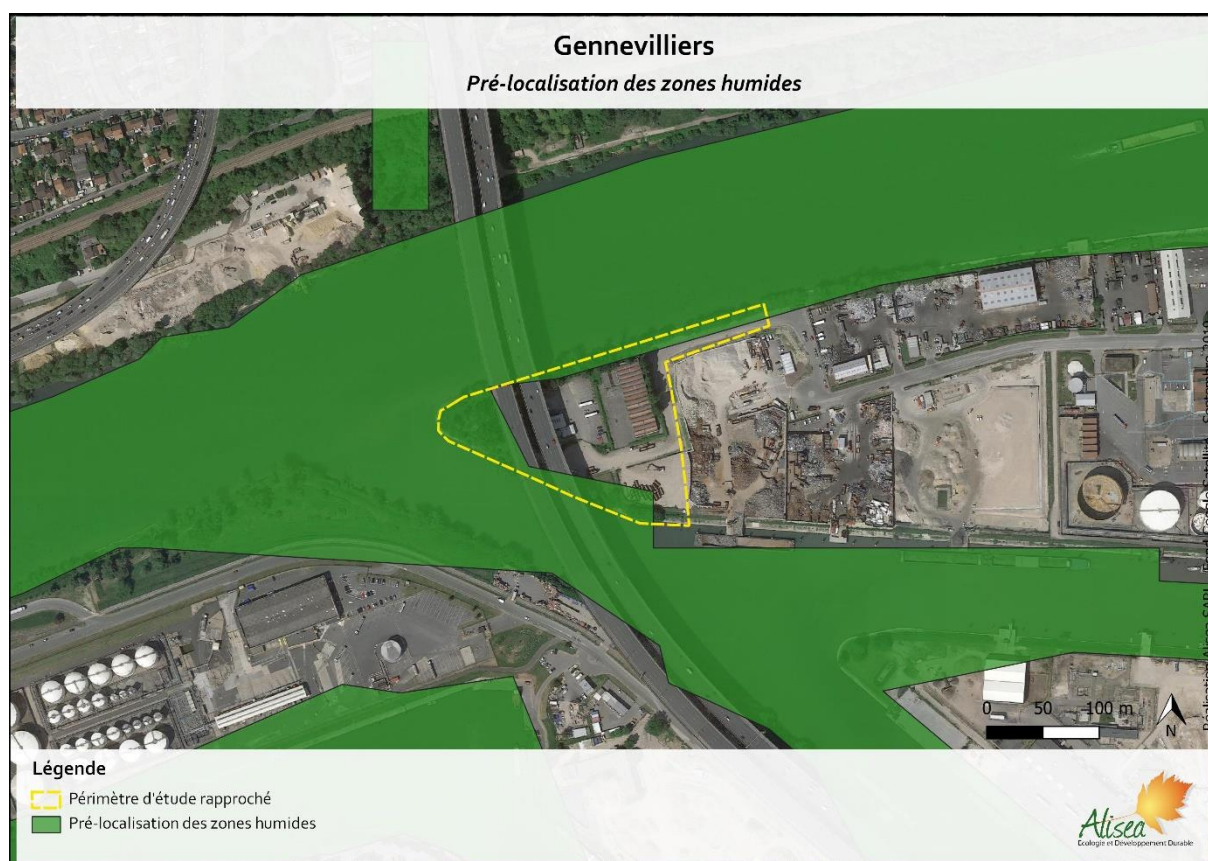 Gennevilliers
Pré-localisation des zones humides
0 50 100 m
N
Légende
Périmètre d'étude rapproché
Pré-localisation des zones humides
Alisea
Ecologie et Développement Durable